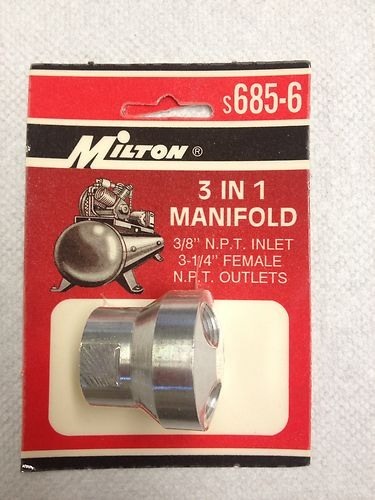 s685-6
MILTON ®
3 IN 1
MANIFOLD
3/8" N.P.T. INLET
3-1/4" FEMALE
N.P.T. OUTLETS